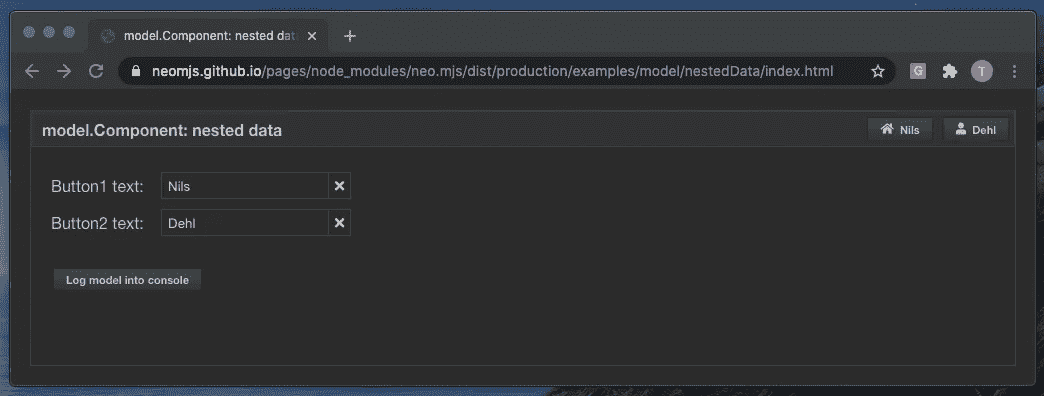 model.Component: nested dat
neomjs.github.io/pages/node_modules/neo.mjs/dist/production/examples/model/nestedData/index.html
G
T
model.Component: nested data
Nils
Dehl
Button1 text:
Nils
Button2 text:
Dehl
Log model into console